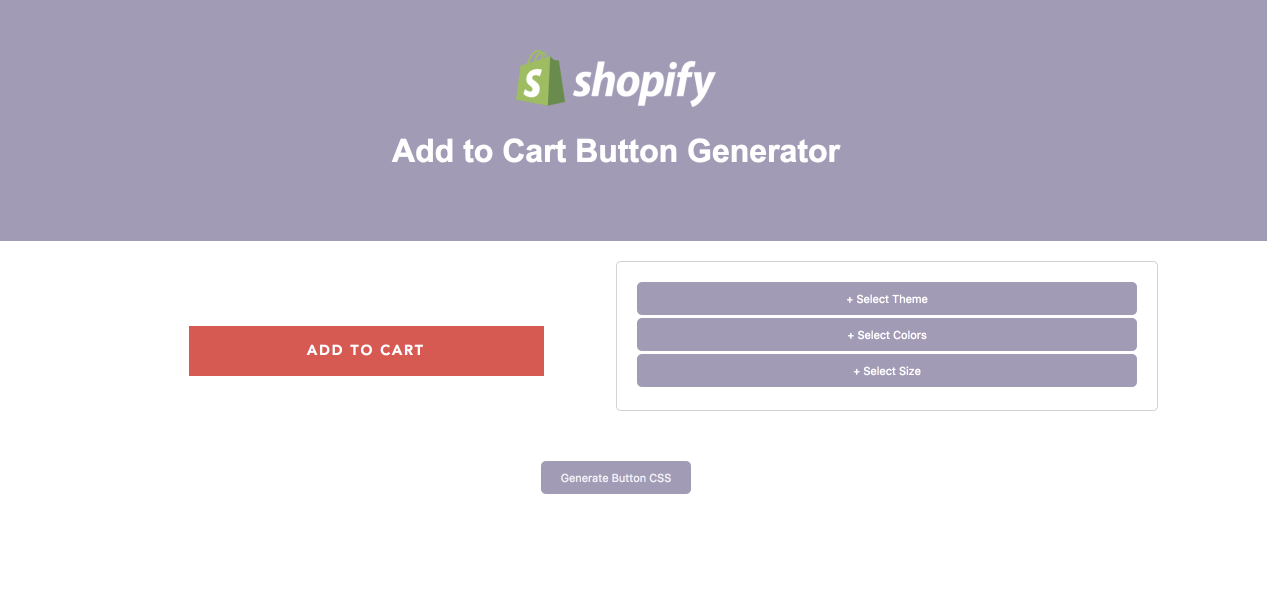 shopify
Add to Cart Button Generator
ADD TO CART
+ Select Theme
+ Select Colors
+ Select Size
Generate Button CSS